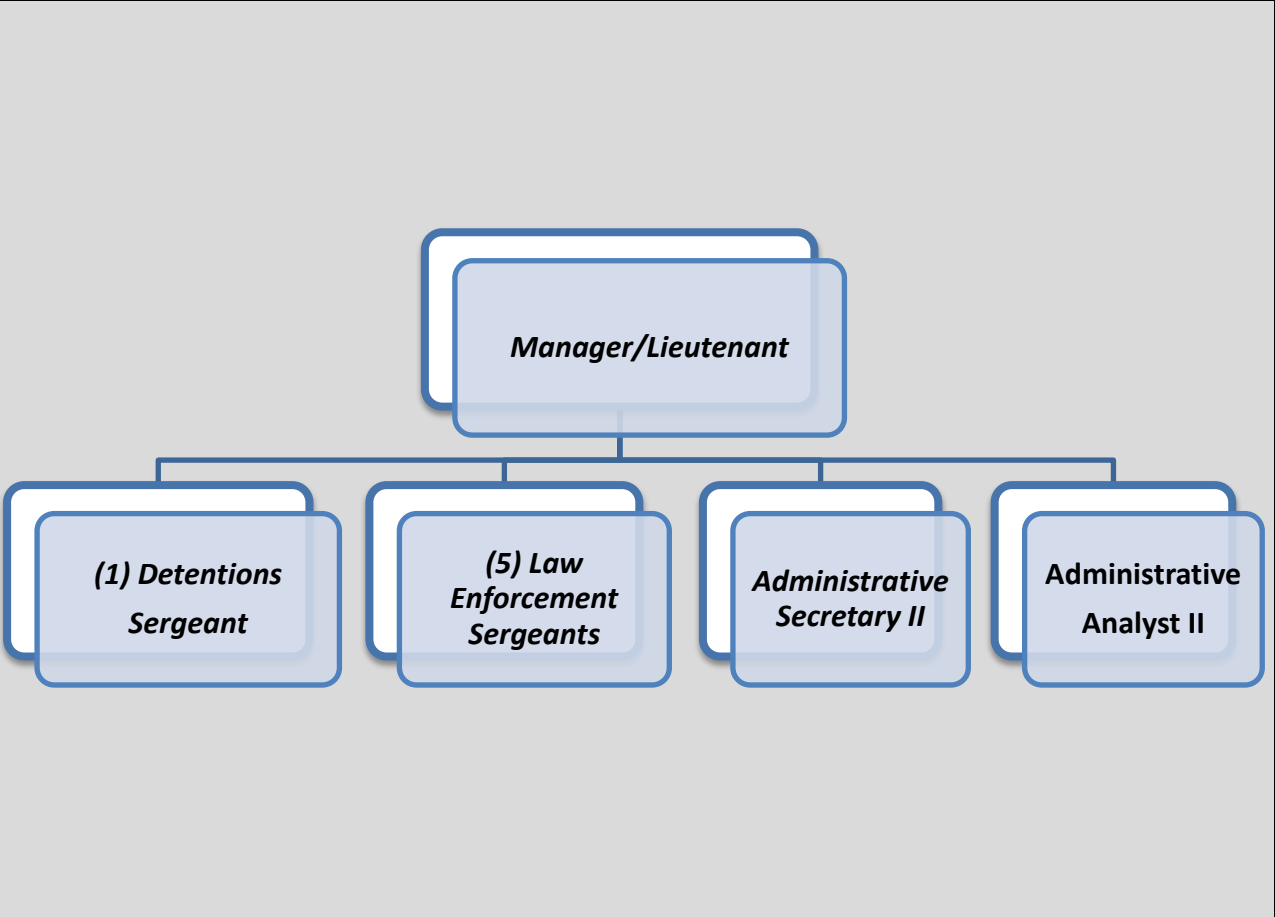 Manager/Lieutenant
(1) Detentions
Sergeant
(5) Law
Enforcement
Sergeants
Administrative
Secretary II
Administrative
Analyst II